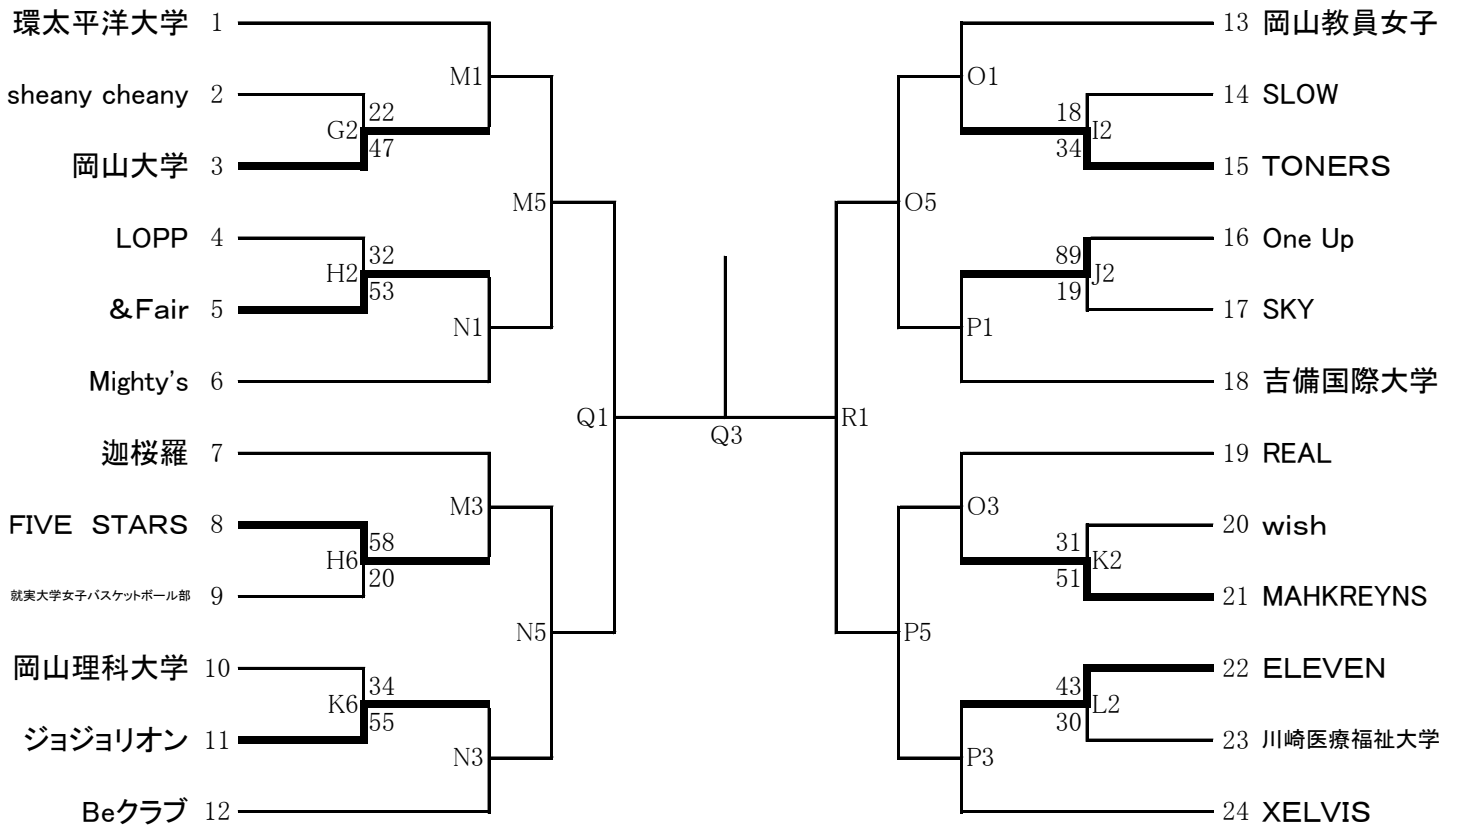 環太平洋大学 1
M1
sheany cheany 2
22
G2
47
岡山大学 3
M5
LOPP 4
32
H2
53
&Fair 5
N1
Mighty's 6
Q1
迦桜羅 7
M3
FIVE STARS 8
58
H6
20
就実大学女子バスケットボール部 9
N5
岡山理科大学 10
34
K6
55
ジョジョリオン 11
N3
Beクラブ 12
Q3
13 岡山教員女子
O1
14 SLOW
18
I2
34
15 TONERS
O5
16 One Up
89
J2
19
17 SKY
P1
18 吉備国際大学
R1
19 REAL
O3
20 wish
31
K2
51
21 MAHKREYNS
P5
22 ELEVEN
43
L2
30
23 川崎医療福祉大学
P3
24 XELVIS